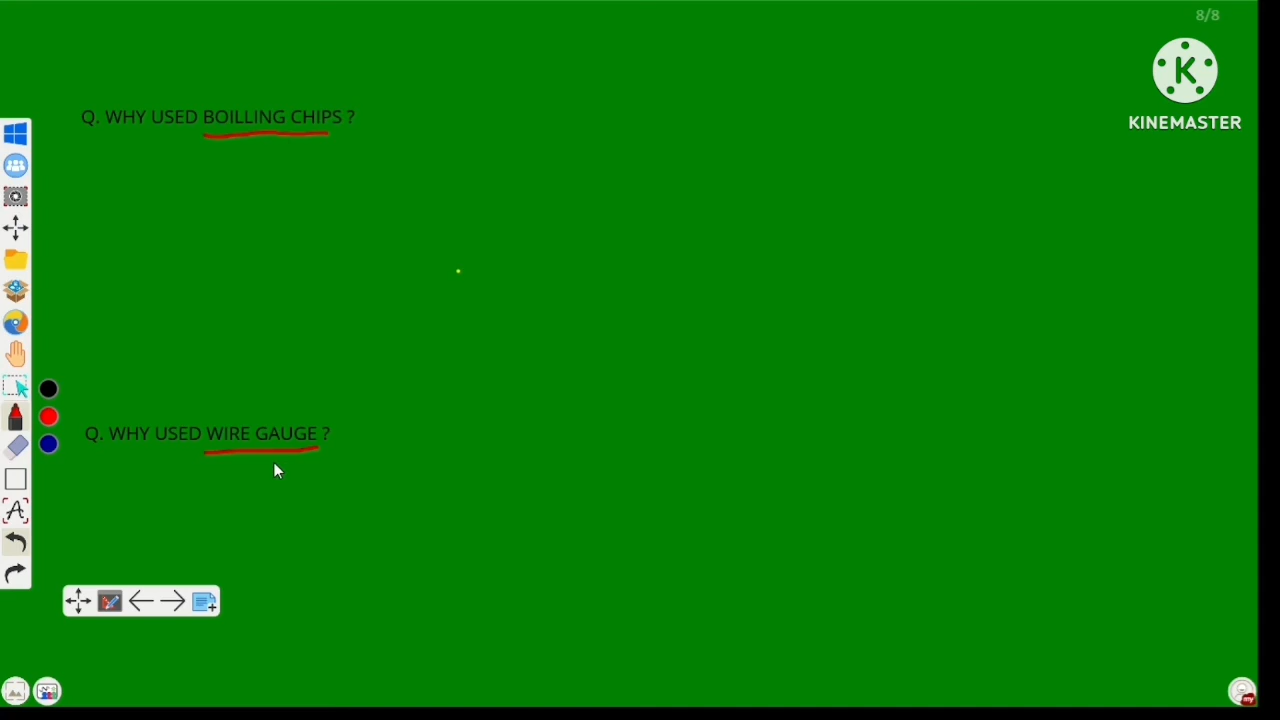 8/8
KINEMASTER
Q. WHY USED BOILLING CHIPS ?
Q. WHY USED WIRE GAUGE ?